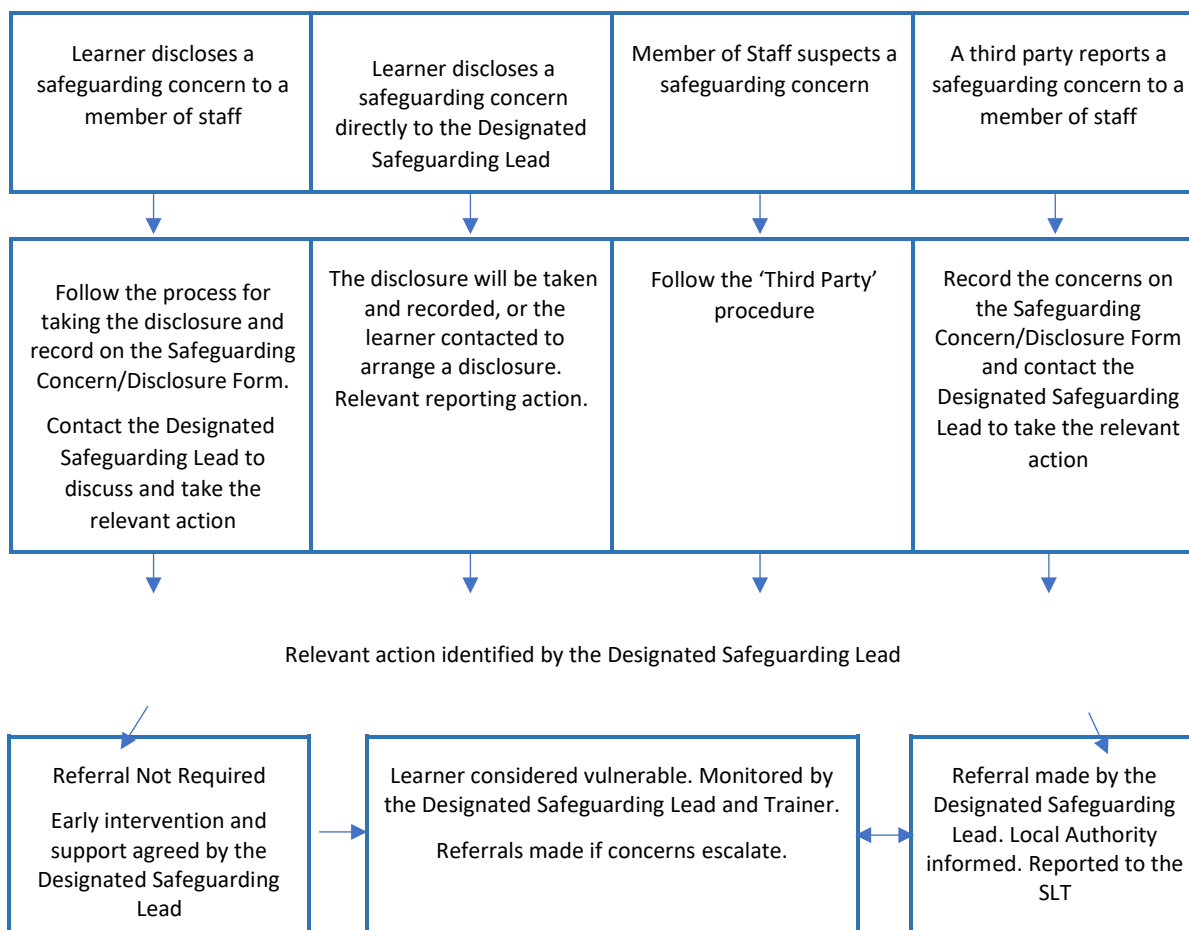 Learner discloses a
safeguarding concern to a
member of staff
Learner discloses a
safeguarding concern
directly to the Designated
Safeguarding Lead
Member of Staff suspects a
safeguarding concern
A third party reports a
safeguarding concern to a
member of staff
Follow the process for
taking the disclosure and
record on the Safeguarding
Concern/Disclosure Form.
Contact the Designated
Safeguarding Lead to
discuss and take the
relevant action
The disclosure will be taken
and recorded, or the
learner contacted to
arrange a disclosure.
Relevant reporting action.
Follow the ‘Third Party’
procedure
Record the concerns on
the Safeguarding
Concern/Disclosure Form
and contact the
Designated Safeguarding
Lead to take the relevant
action
Relevant action identified by the Designated Safeguarding Lead
Referral Not Required
Early intervention and
support agreed by the
Designated Safeguarding
Lead
Learner considered vulnerable. Monitored by
the Designated Safeguarding Lead and Trainer.
Referrals made if concerns escalate.
Referral made by the
Designated Safeguarding
Lead. Local Authority
informed. Reported to the
SLT